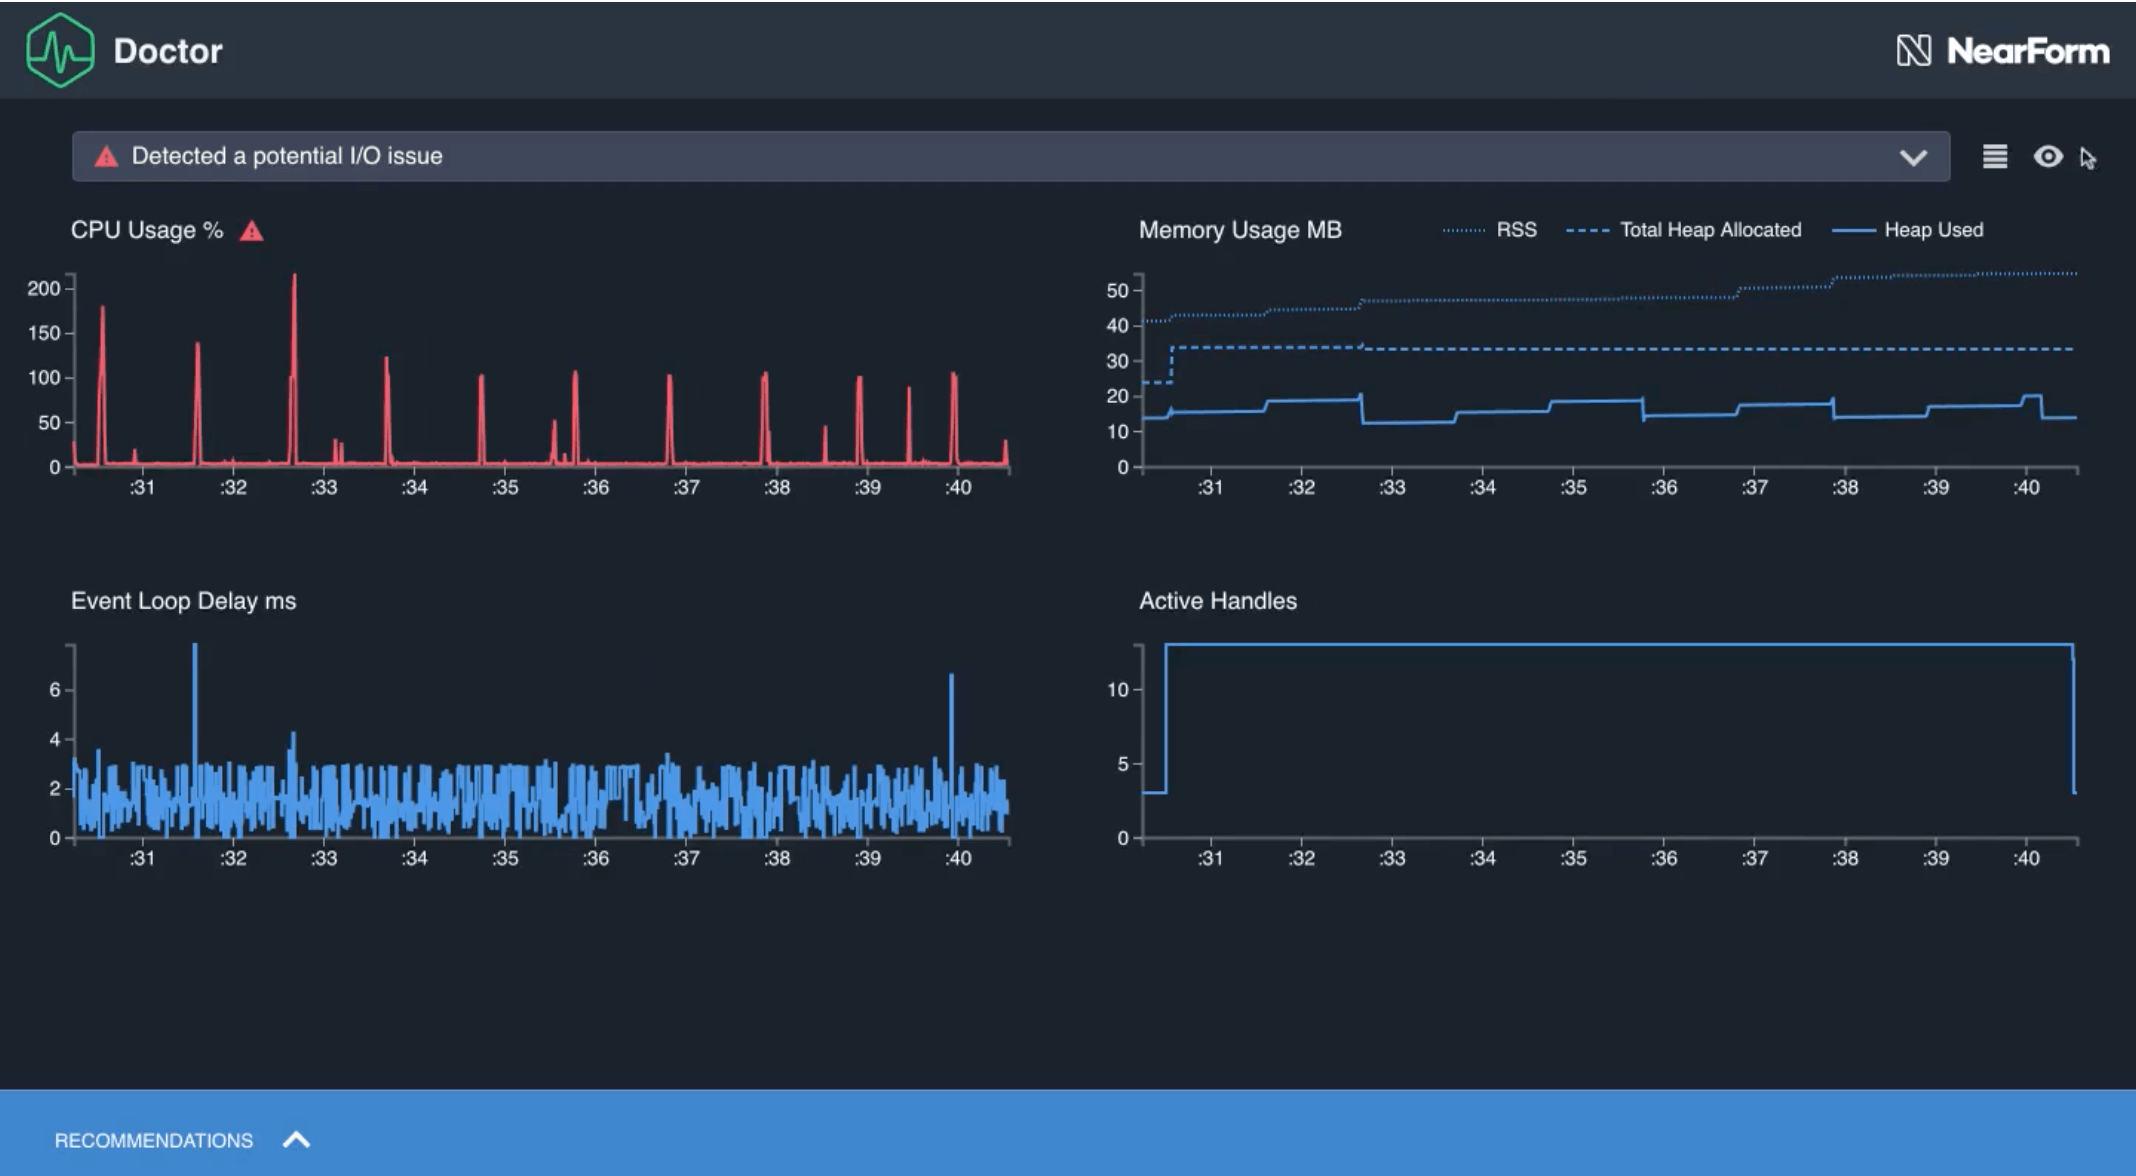 Doctor
NearForm
Detected a potential I/O issue
CPU Usage %
200
150
100
50
0
:31 :32 :33 :34 :35 :36 :37 :38 :39 :40
Memory Usage MB RSS Total Heap Allocated Heap Used
50
40
30
20
10
0
:31 :32 :33 :34 :35 :36 :37 :38 :39 :40
Event Loop Delay ms
6
4
2
0
:31 :32 :33 :34 :35 :36 :37 :38 :39 :40
Active Handles
10
5
0
:31 :32 :33 :34 :35 :36 :37 :38 :39 :40
RECOMMENDATIONS